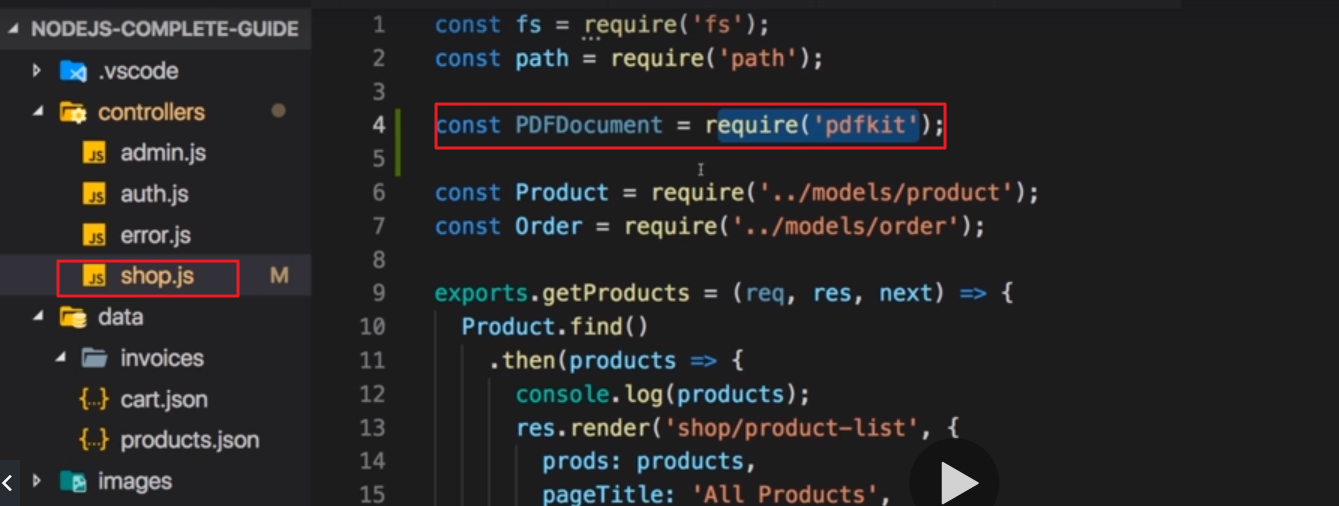 NODEJS-COMPLETE-GUIDE
.vscode
controllers
admin.js
auth.js
error.js
shop.js M
data
invoices
cart.json
products.json
images
1 const fs = require('fs');
2 const path = require('path');
3
4 const PDFDocument = require('pdfkit');
5
6 const Product = require('../models/product');
7 const Order = require('../models/order');
8
9 exports.getProducts = (req, res, next) => {
10 Product.find()
11 .then(products => {
12 console.log(products);
13 res.render('shop/product-list', {
14 prods: products,
15 pageTitle: 'All Products',